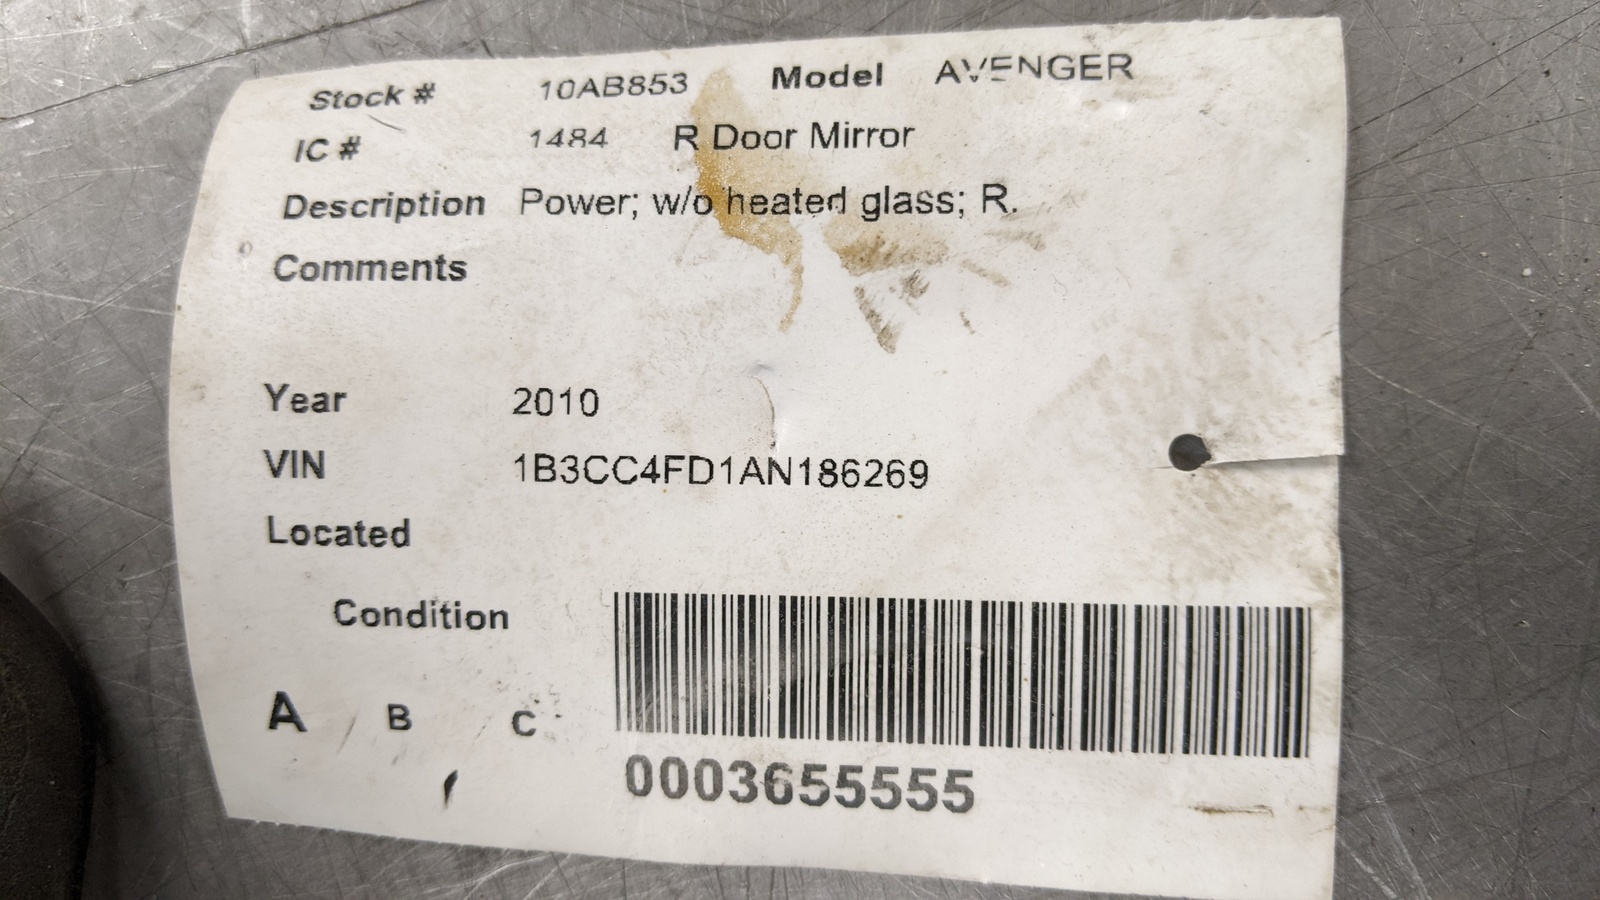 Stock # 10AB853 Model AVENGER
IC # 1484 R Door Mirror
Description Power; w/o heated glass; R.
Comments
Year 2010
VIN 1B3CC4FD1AN186269
Located
Condition
A B C
0003655555